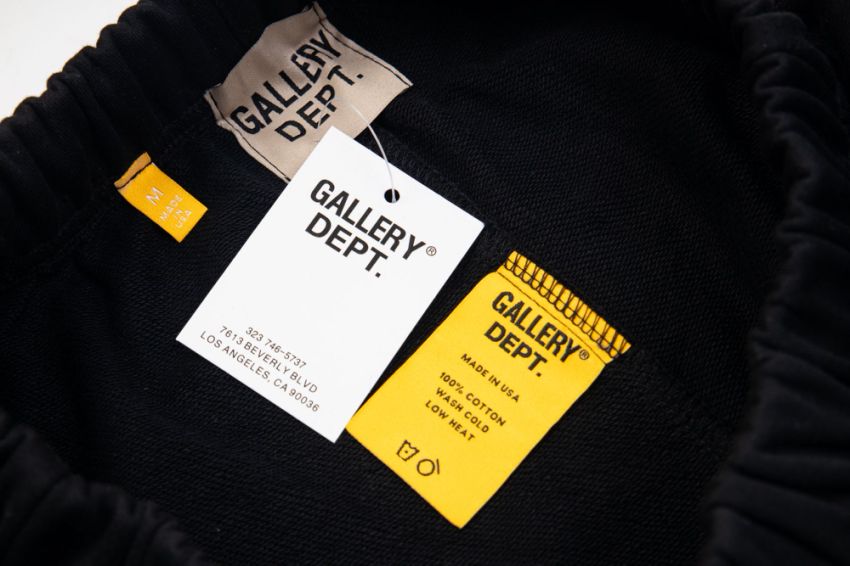 GALLERY
DEPT.
M
MADE
IN
USA
GALLERY®
DEPT.
323 746-5737
7613 BEVERLY BLVD
LOS ANGELES, CA 90036
GALLERY®
DEPT.
MADE IN USA
100% COTTON
WASH COLD
LOW HEAT